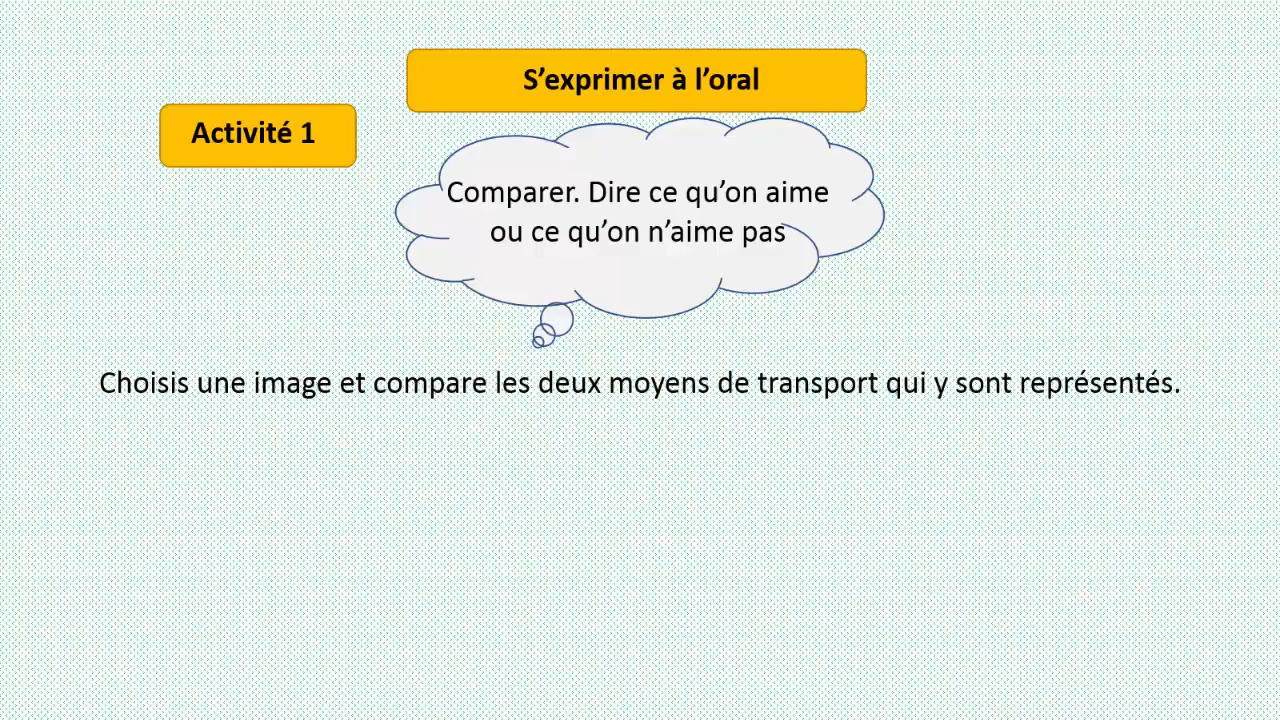 S’exprimer à l’oral
Activité 1
Comparer. Dire ce qu’on aime
ou ce qu’on n’aime pas
Choisis une image et compare les deux moyens de transport qui y sont représentés.